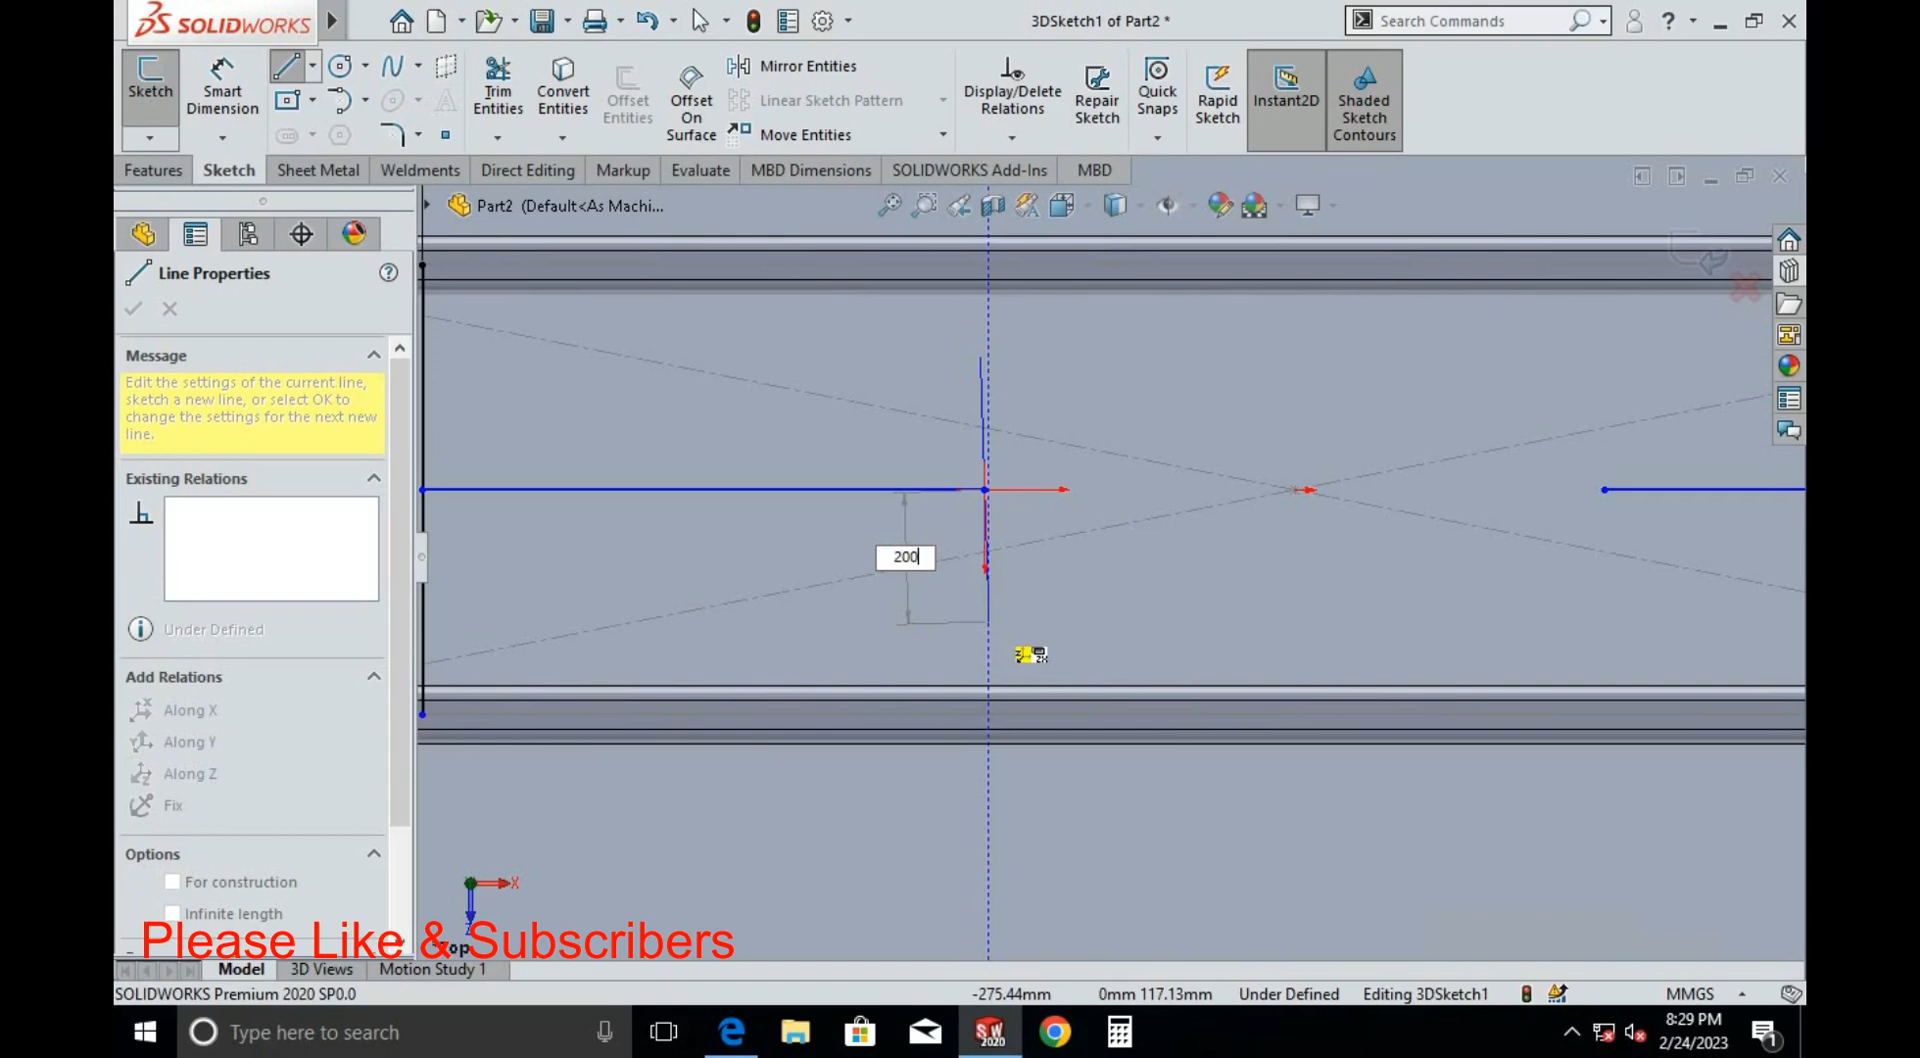 SOLIDWORKS
3DSketch1 of Part2 *
Search Commands
Sketch
Smart Dimension
Trim Entities
Convert Entities
Offset Entities
Offset On Surface
Mirror Entities
Linear Sketch Pattern
Move Entities
Display/Delete Relations
Repair Sketch
Quick Snaps
Rapid Sketch
Instant2D
Shaded Sketch Contours
Features
Sketch
Sheet Metal
Weldments
Direct Editing
Markup
Evaluate
MBD Dimensions
SOLIDWORKS Add-Ins
MBD
Part2 (Default<As Machi...
Line Properties
Message
Edit the settings of the current line,
sketch a new line, or select OK to
change the settings for the next new
line.
Existing Relations
Under Defined
Add Relations
Along X
Along Y
Along Z
Fix
Options
For construction
Infinite length
200
X
Z
*Top
Please Like & Subscribers
Model
3D Views
Motion Study 1
SOLIDWORKS Premium 2020 SP0.0
-275.44mm
0mm 117.13mm
Under Defined
Editing 3DSketch1
MMGS
Type here to search
SW
2020
8:29 PM
2/24/2023
1